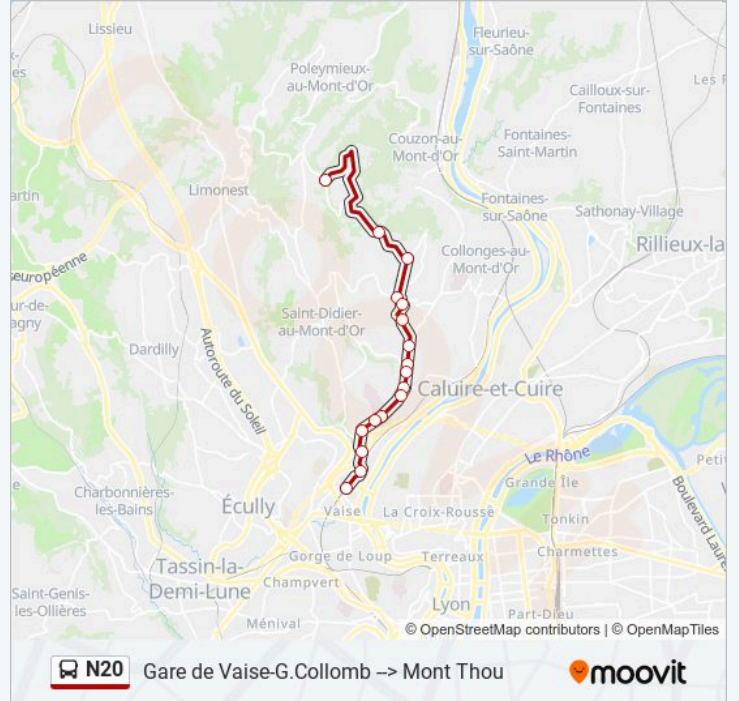 Lissieu
Fleurieu-
sur-Saône
Poleymieux-
au-Mont-d'Or
Cailloux-sur-
Fontaines
Les
Couzon-au-
Mont-d'Or
Fontaines-
Saint-Martin
Limonest
Fontaines-
sur-Saône
Sathonay-Village
Rillieux-la
Collonges-au-
Mont-d'Or
européenne
ur-de-
agny
Saint-Didier-
au-Mont-d'Or
Dardilly
Autoroute du Soleil
Caluire-et-Cuire
Le Rhône
Peti
Grande Île
Charbonnières-
les-Bains
Écully
Vaise
La Croix-Rousse
Tonkin
Boulevard Laure
Charmettes
Gorge de Loup
Terreaux
Tassin-la-
Demi-Lune
Champvert
Saint-Genis-
les-Ollières
Lyon
Part-Dieu
Ménival
© OpenStreetMap contributors | © OpenMapTiles
N20 Gare de Vaise-G.Collomb --> Mont Thou
moovit